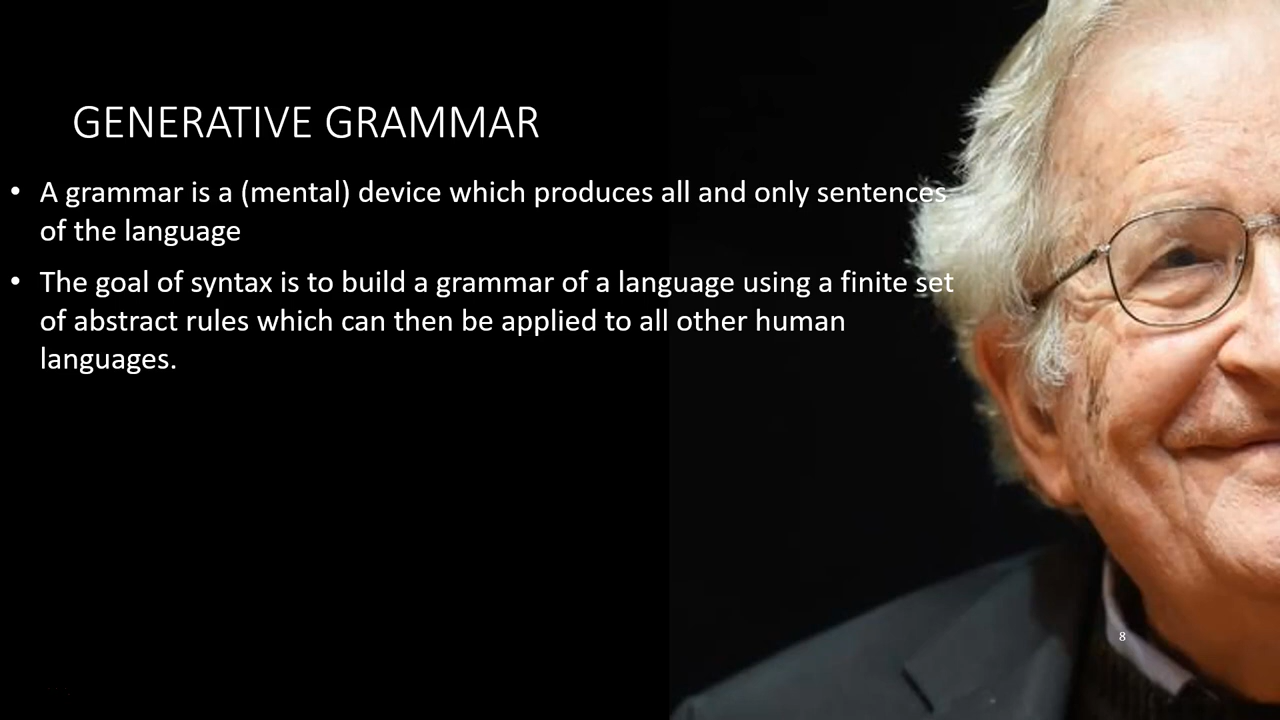 GENERATIVE GRAMMAR
• A grammar is a (mental) device which produces all and only sentences
of the language
• The goal of syntax is to build a grammar of a language using a finite set
of abstract rules which can then be applied to all other human
languages.
8